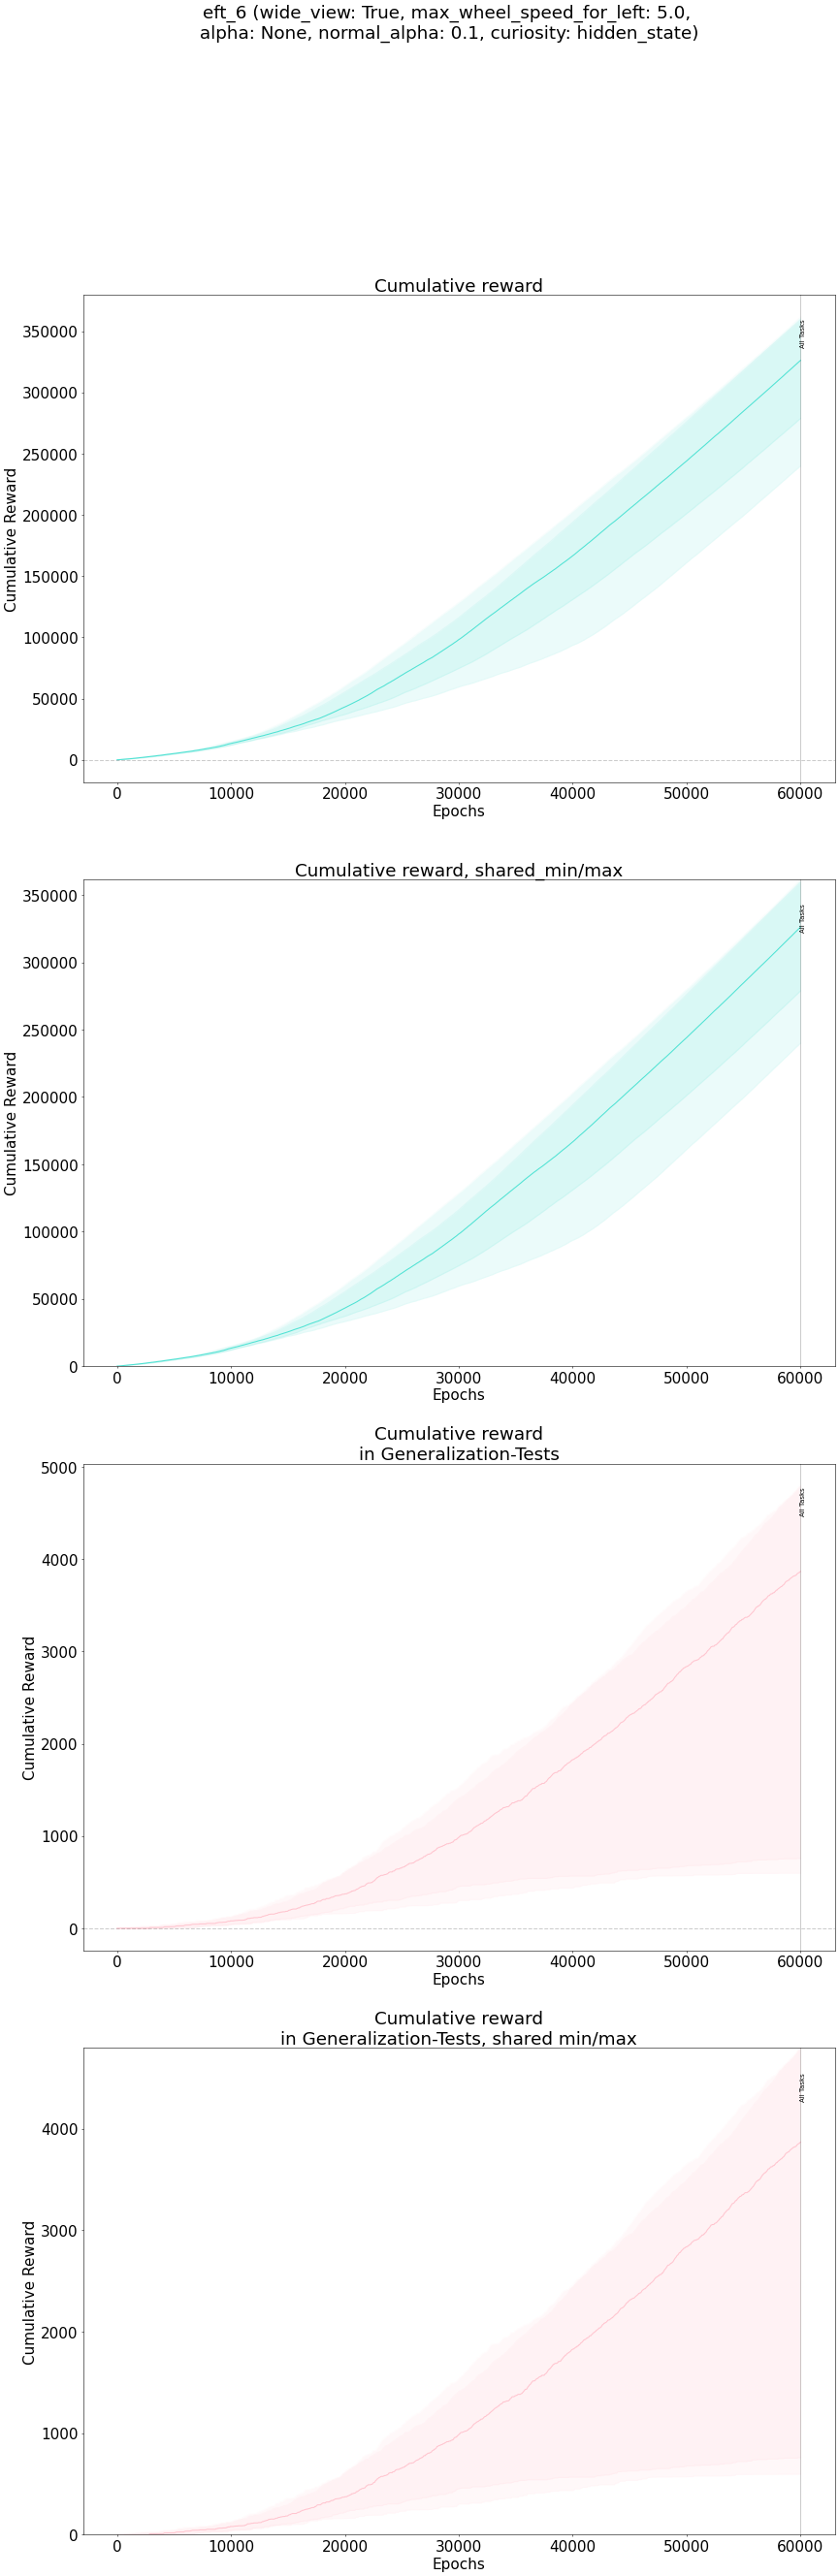 eft_6 (wide_view: True, max_wheel_speed_for_left: 5.0,
alpha: None, normal_alpha: 0.1, curiosity: hidden_state)
Cumulative reward
350000
300000
250000
200000
150000
100000
50000
0
Cumulative Reward
All Tasks
0 10000 20000 30000 40000 50000 60000
Epochs
Cumulative reward, shared_min/max
350000
300000
250000
200000
150000
100000
50000
0
Cumulative Reward
All Tasks
0 10000 20000 30000 40000 50000 60000
Epochs
Cumulative reward
in Generalization-Tests
5000
4000
3000
2000
1000
0
Cumulative Reward
All Tasks
0 10000 20000 30000 40000 50000 60000
Epochs
Cumulative reward
in Generalization-Tests, shared min/max
4000
3000
2000
1000
0
Cumulative Reward
All Tasks
0 10000 20000 30000 40000 50000 60000
Epochs